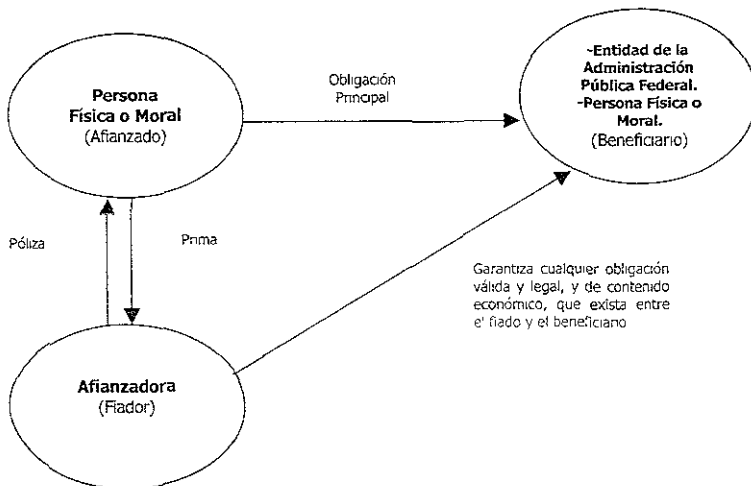 Persona
Física o Moral
(Afianzado)
Obligación
Principal
-Entidad de la
Administración
Pública Federal.
-Persona Física o
Moral.
(Beneficiario)
Póliza
Prima
Garantiza cualquier obligación
válida y legal, y de contenido
económico, que exista entre
e' fiado y el beneficiario
Afianzadora
(Fiador)